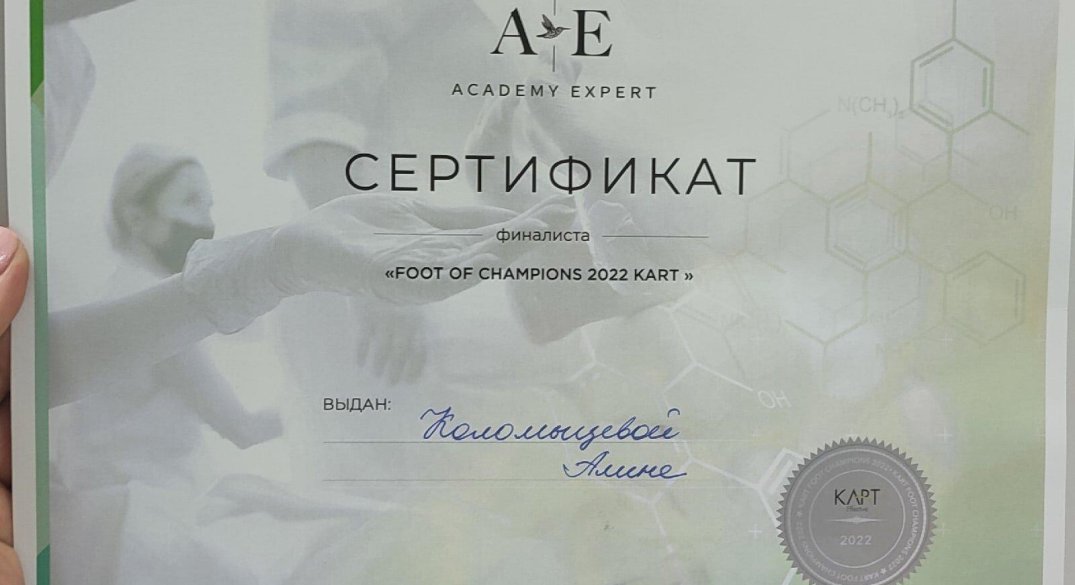 A E
ACADEMY EXPERT
СЕРТИФИКАТ
финалиста
«FOOT OF CHAMPIONS 2022 KART »
ВЫДАН:
Коломыцевой
Алине
N(CH₃)₂
OH
OH
KART
2022